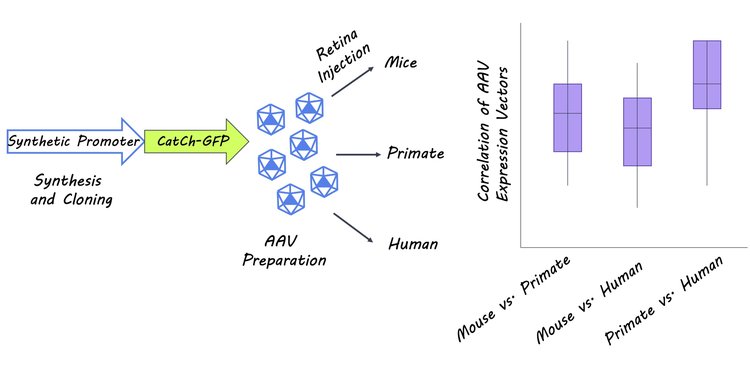 Synthetic Promoter
CatCh-GFP
Synthesis
and Cloning
AAV
Preparation
Retina
Injection
Mice
Primate
Human
Correlation of AAV
Expression Vectors
Mouse vs. Primate
Mouse vs. Human
Primate vs. Human